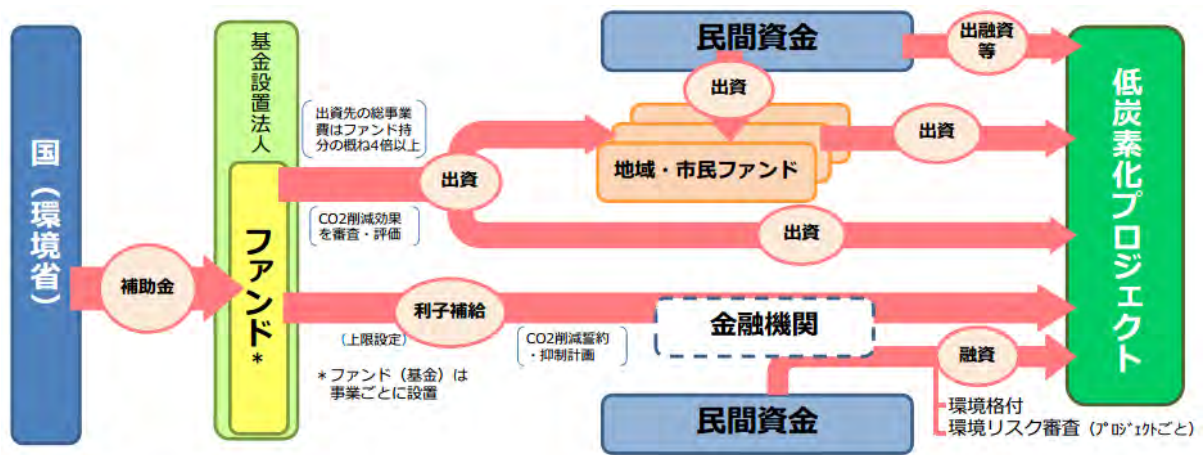 国（環境省）
補助金
基金設置法人
ファンド*
出資先の総事業
費はファンド持
分の概ね4倍以上
出資
CO2削減効果
を審査・評価
利子補給
（上限設定）
CO2削減誓約
・抑制計画
＊ファンド（基金）は
事業ごとに設置
民間資金
出資
地域・市民ファンド
出融資
等
出資
出資
金融機関
融資
民間資金
環境格付
環境リスク審査（ﾌﾟﾛｼﾞｪｸﾄごと）
低炭素化プロジェクト